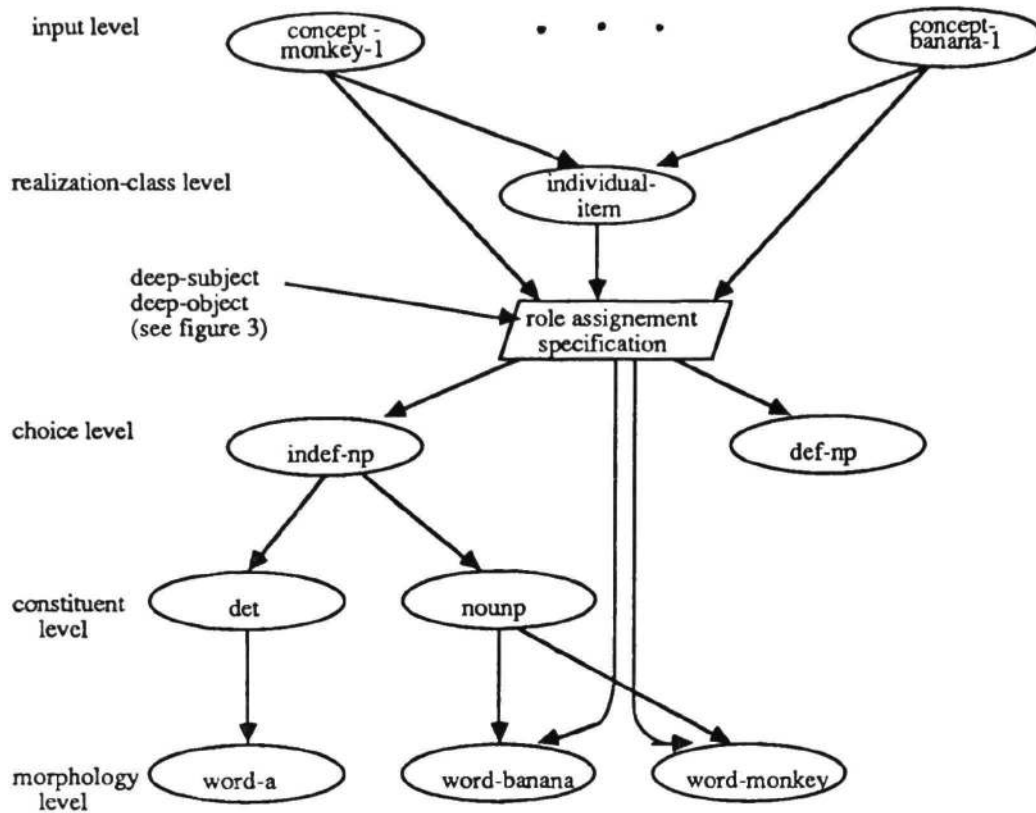 input level
concept -
monkey-1
. . .
concept-
banana-1
realization-class level
individual-
item
deep-subject
deep-object
(see figure 3)
role assignement
specification
choice level
indef-np
def-np
constituent
level
det
nounp
morphology
level
word-a
word-banana
word-monkey